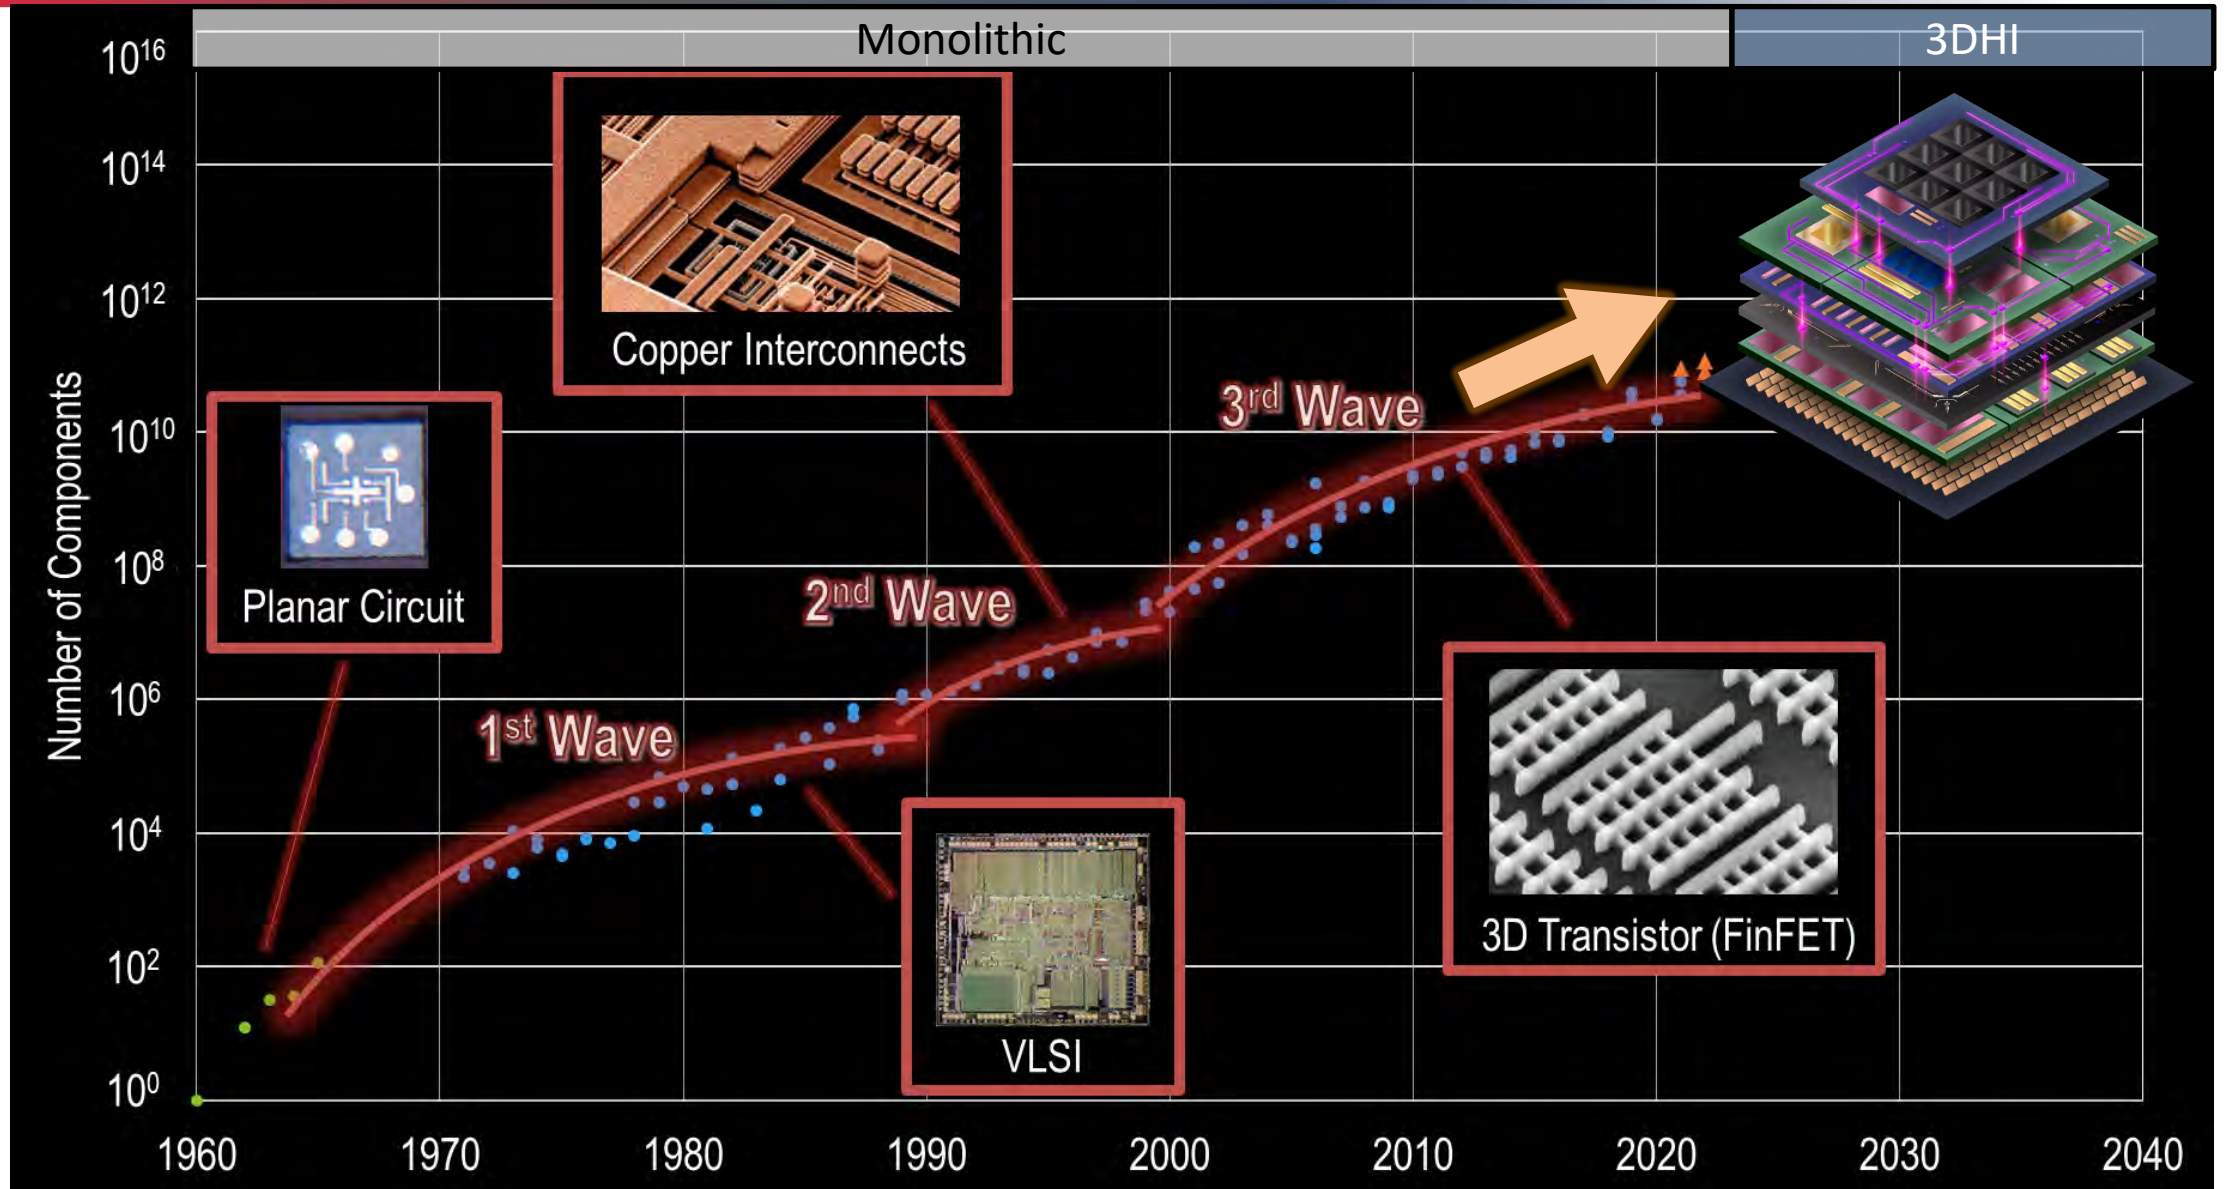 Monolithic
3DHI
Number of Components
10¹⁶
10¹⁴
10¹²
10¹⁰
10⁸
10⁶
10⁴
10²
10⁰
Copper Interconnects
Planar Circuit
3rd Wave
2nd Wave
1st Wave
3D Transistor (FinFET)
VLSI
1960 1970 1980 1990 2000 2010 2020 2030 2040